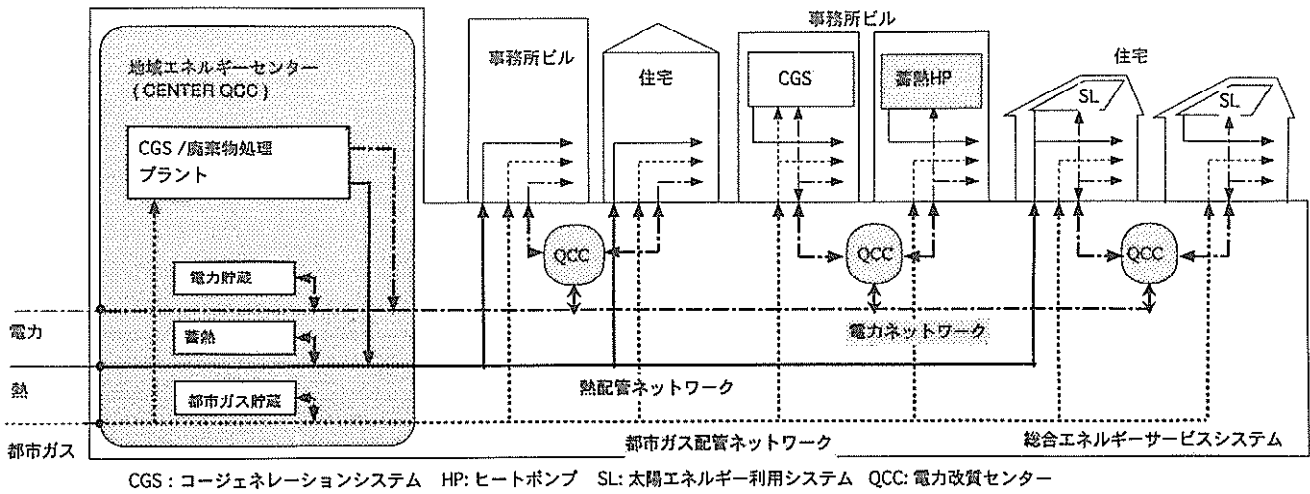 事務所ビル
事務所ビル
住宅
住宅
地域エネルギーセンター
( CENTER QCC )
CGS /廃棄物処理
プラント
CGS
蓄熱HP
SL
SL
QCC
QCC
QCC
電力貯蔵
電力
蓄熱
電力ネットワーク
熱
熱配管ネットワーク
都市ガス貯蔵
都市ガス
都市ガス配管ネットワーク
総合エネルギーサービスシステム
CGS : コージェネレーションシステム HP: ヒートポンプ SL: 太陽エネルギー利用システム QCC: 電力改質センター